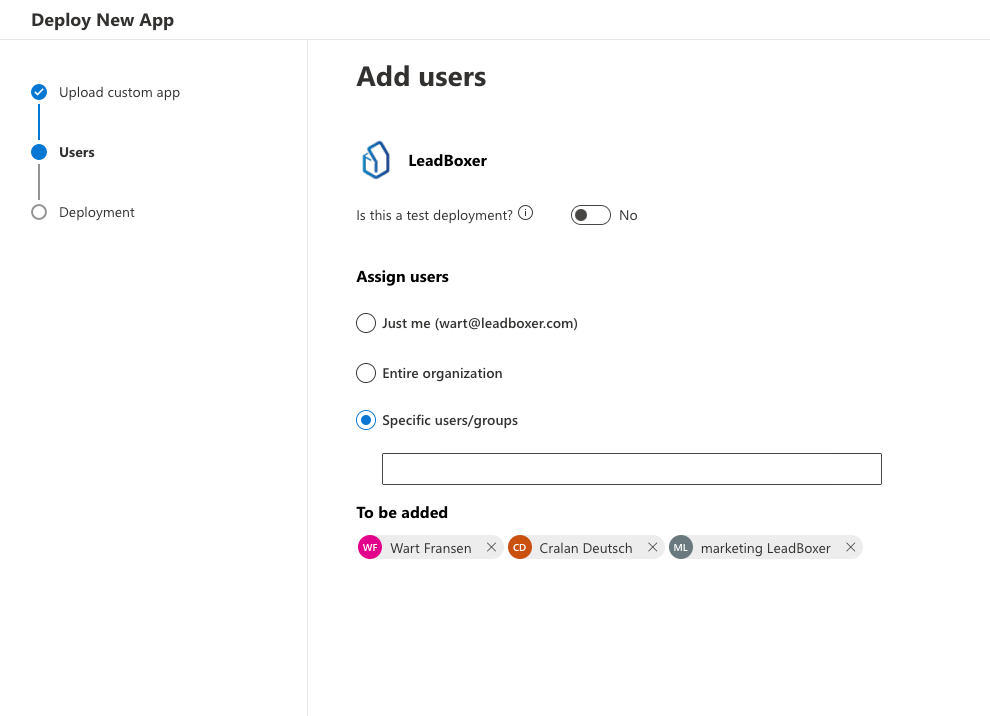 Deploy New App
Upload custom app
Users
Deployment
Add users
LeadBoxer
Is this a test deployment? No
Assign users
Just me (wart@leadboxer.com)
Entire organization
Specific users/groups
To be added
WF Wart Fransen CD Cralan Deutsch ML marketing LeadBoxer